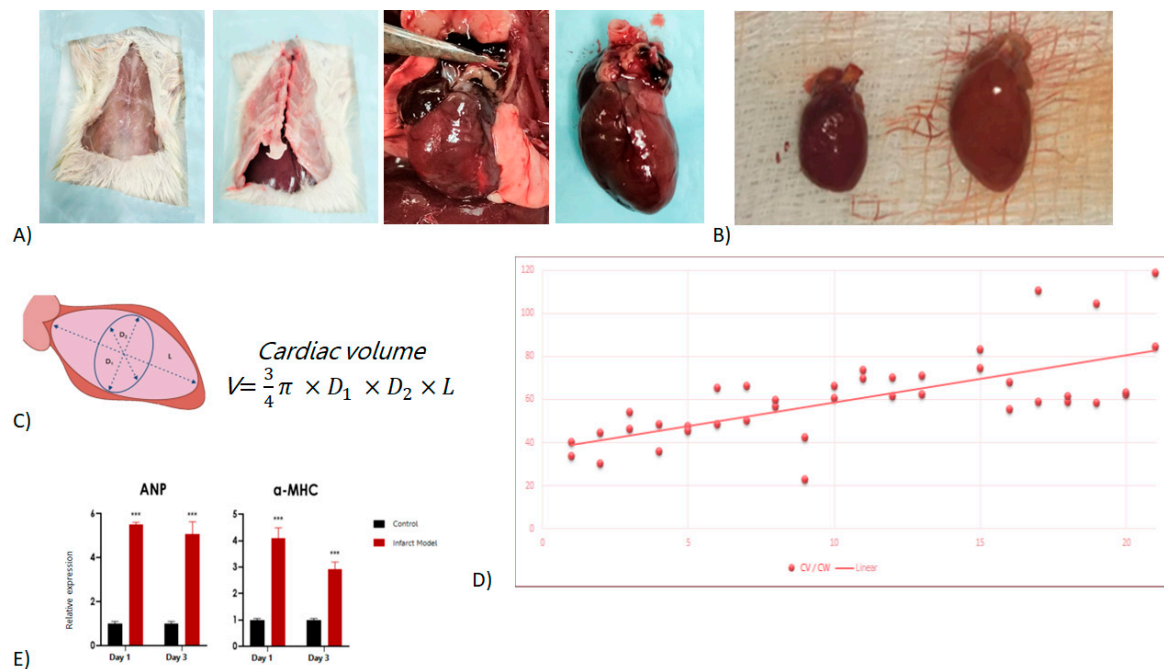 A)
B)
C)
D₁
D₂
L
Cardiac volume
V= 3/4 π × D₁ × D₂ × L
120
100
80
60
40
20
0
0 5 10 15 20
CV / CW Linear
D)
ANP
Relative expression
6
4
2
0
*** ***
Day 1 Day 3
α-MHC
5
4
3
2
1
0
*** ***
Day 1 Day 3
Control
Infarct Model
E)